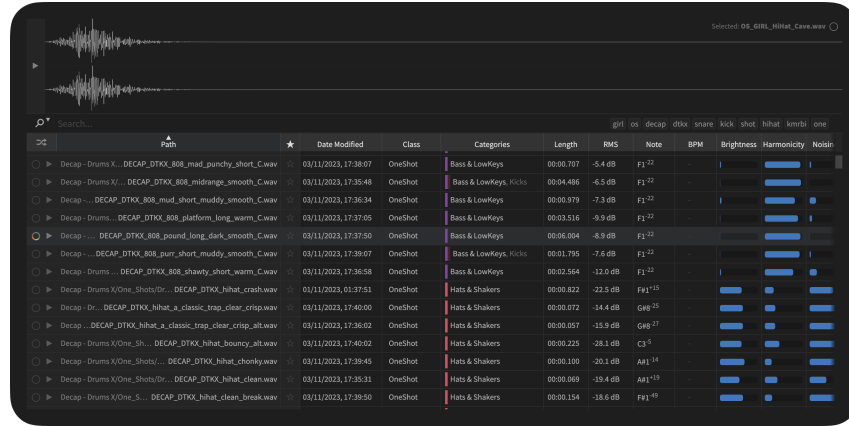 Selected: OS_GIRL_HiHat_Cave.wav
Search...
girl os decap dtkx snare kick shot hihat kmrbi one
Path ★ Date Modified Class Categories Length RMS Note BPM Brightness Harmonicity Noisin
Decap - Drums X... DECAP_DTKX_808_mad_punchy_short_C.wav 03/11/2023, 17:38:07 OneShot Bass & LowKeys 00:00.707 -5.4 dB F1-22 -
Decap - Drums X/... DECAP_DTKX_808_midrange_smooth_C.wav 03/11/2023, 17:35:48 OneShot Bass & LowKeys, Kicks 00:04.486 -6.5 dB F1-22 -
Decap -... DECAP_DTKX_808_mud_short_muddy_smooth_C.wav 03/11/2023, 17:36:34 OneShot Bass & LowKeys 00:00.979 -7.3 dB F1-22 -
Decap - Drums... DECAP_DTKX_808_platform_long_warm_C.wav 03/11/2023, 17:37:05 OneShot Bass & LowKeys 00:03.516 -9.9 dB F1-22 -
Decap - ... DECAP_DTKX_808_pound_long_dark_smooth_C.wav 03/11/2023, 17:37:50 OneShot Bass & LowKeys 00:06.004 -8.9 dB F1-22 -
Decap -... DECAP_DTKX_808_purr_short_muddy_smooth_C.wav 03/11/2023, 17:39:07 OneShot Bass & LowKeys, Kicks 00:01.795 -7.6 dB F1-22 -
Decap - Drums ... DECAP_DTKX_808_shawty_short_warm_C.wav 03/11/2023, 17:36:58 OneShot Bass & LowKeys 00:02.564 -12.0 dB F1-22 -
Decap - Drums X/One_Shots/Dr... DECAP_DTKX_hihat_crash.wav 01/11/2023, 01:37:51 OneShot Hats & Shakers 00:00.822 -22.5 dB F#1+15 -
Decap - Dr... DECAP_DTKX_hihat_a_classic_trap_clear_crisp.wav 03/11/2023, 17:40:00 OneShot Hats & Shakers 00:00.072 -14.4 dB G#8-25 -
Decap ...DECAP_DTKX_hihat_a_classic_trap_clear_crisp_alt.wav 03/11/2023, 17:36:02 OneShot Hats & Shakers 00:00.057 -15.9 dB G#8-27 -
Decap - Drums X/One_Sh... DECAP_DTKX_hihat_bouncy_alt.wav 03/11/2023, 17:40:02 OneShot Hats & Shakers 00:00.225 -28.1 dB C3-5 -
Decap - Drums X/One_Shots/... DECAP_DTKX_hihat_chonky.wav 03/11/2023, 17:39:45 OneShot Hats & Shakers 00:00.100 -20.1 dB A#1-14 -
Decap - Drums X/One_Shots/Dr... DECAP_DTKX_hihat_clean.wav 03/11/2023, 17:35:31 OneShot Hats & Shakers 00:00.069 -19.4 dB A#1+19 -
Decap - Drums X/One_S... DECAP_DTKX_hihat_clean_break.wav 03/11/2023, 17:39:50 OneShot Hats & Shakers 00:00.154 -18.6 dB F#1-49 -